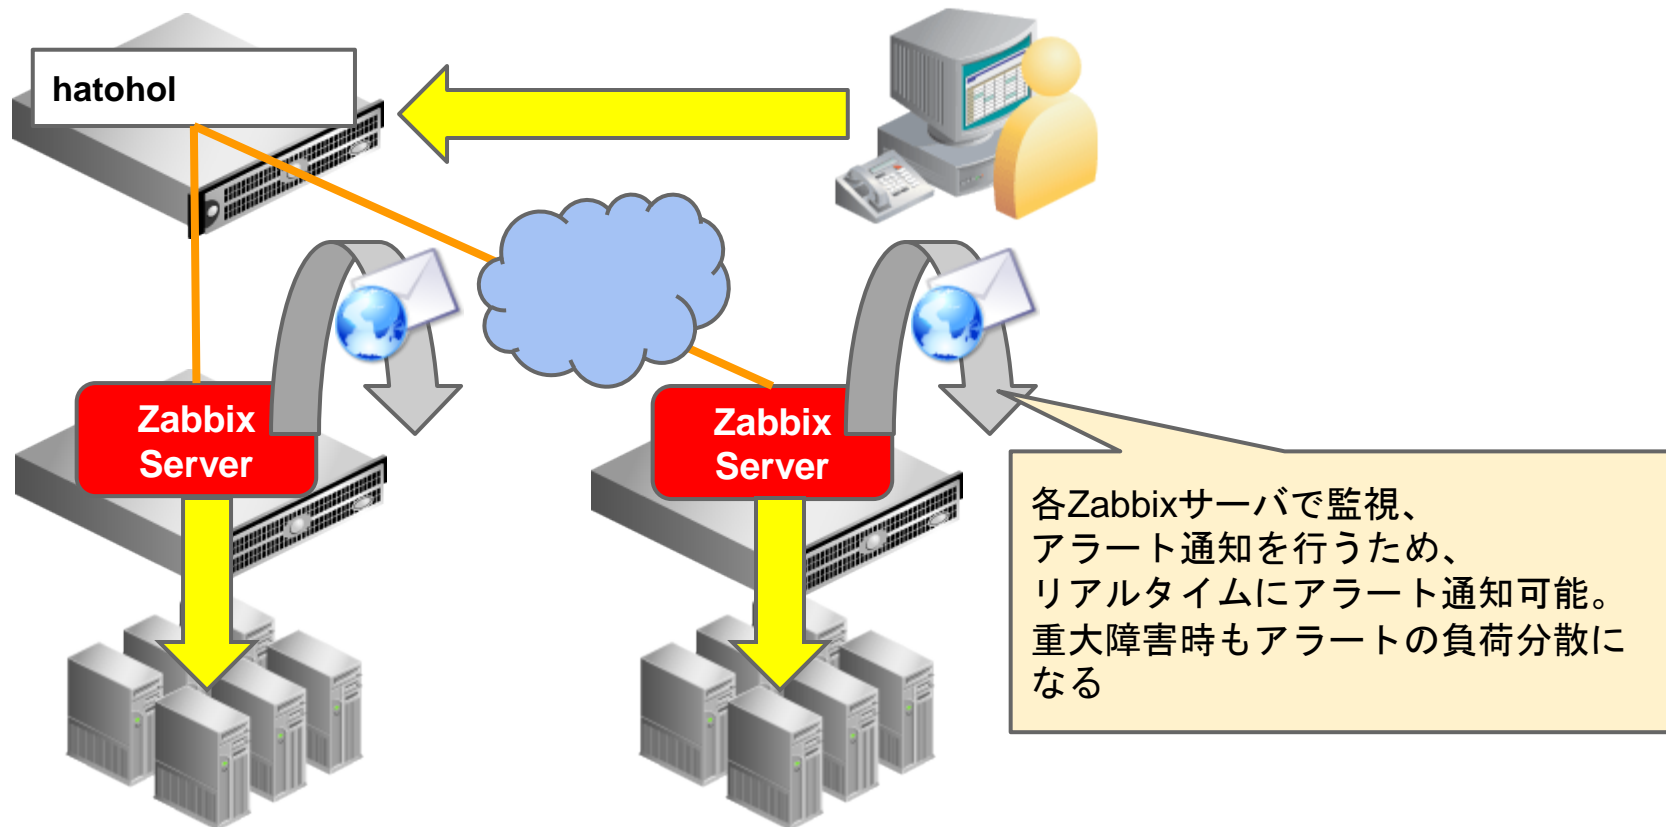 hatohol
Zabbix
Server
Zabbix
Server
各Zabbixサーバで監視、
アラート通知を行うため、
リアルタイムにアラート通知可能。
重大障害時もアラートの負荷分散に
なる